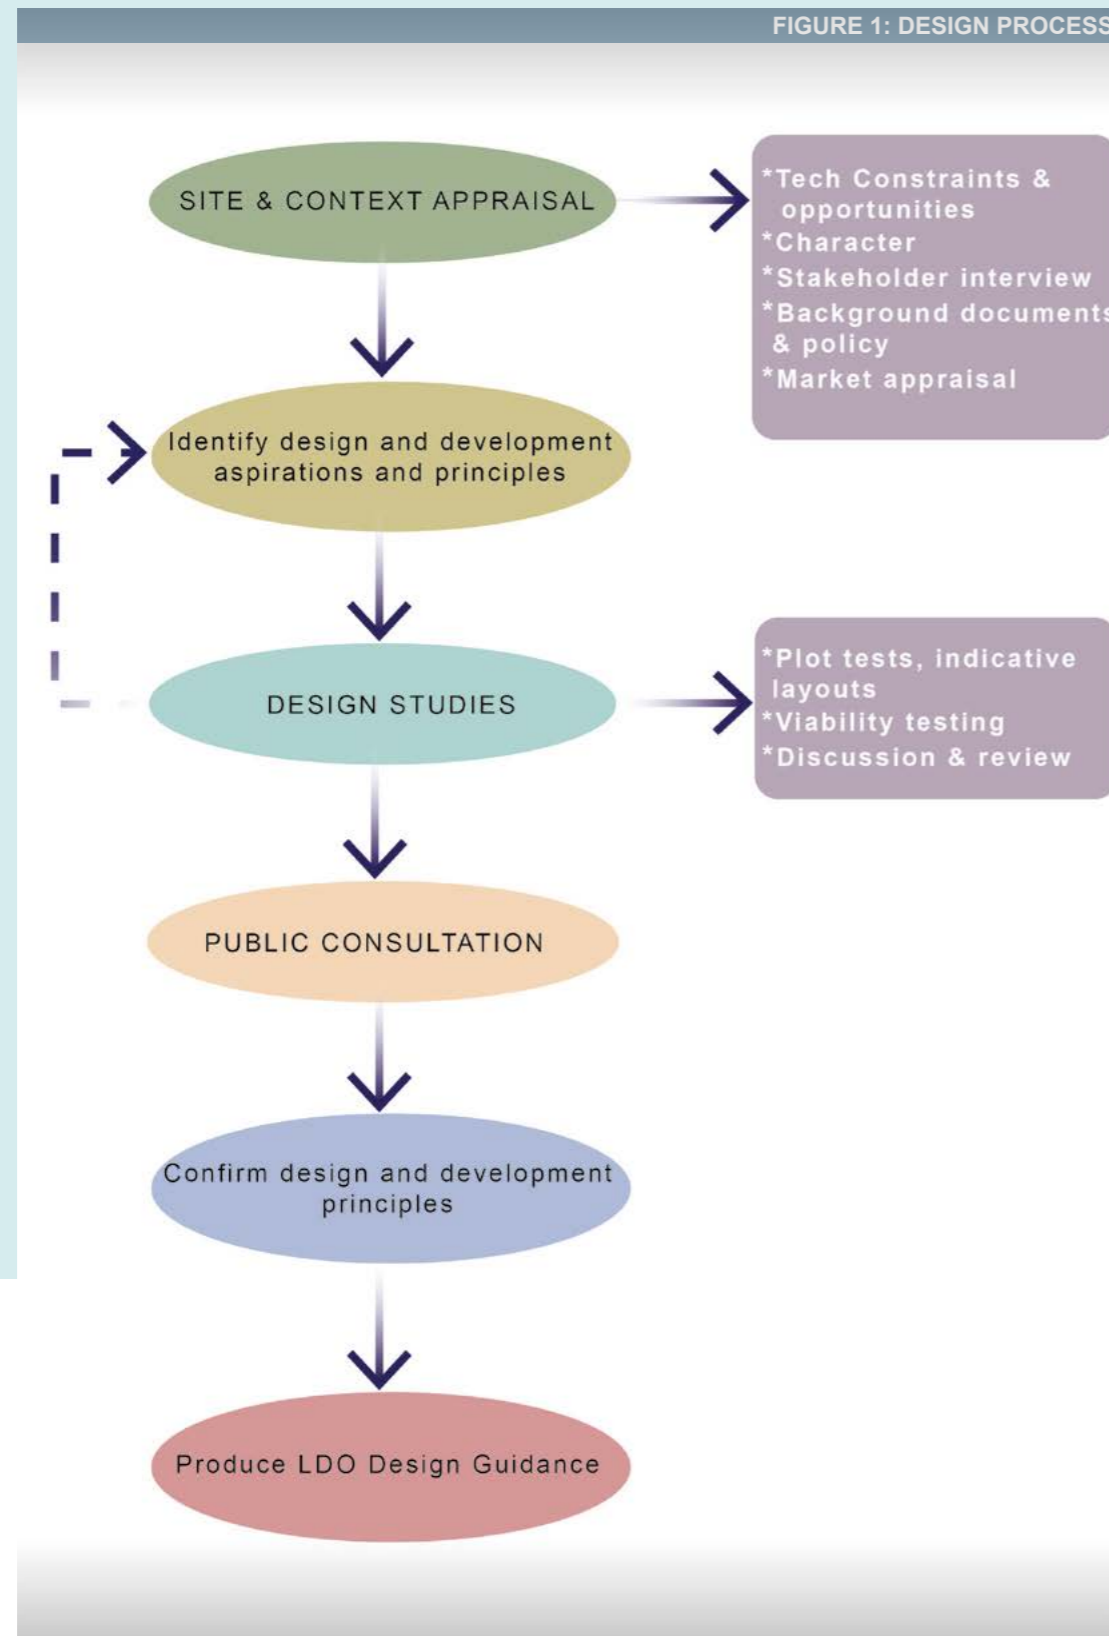 FIGURE 1: DESIGN PROCESS
SITE & CONTEXT APPRAISAL
*Tech Constraints &
opportunities
*Character
*Stakeholder interview
*Background documents
& policy
*Market appraisal
Identify design and development
aspirations and principles
DESIGN STUDIES
*Plot tests, indicative
layouts
*Viability testing
*Discussion & review
PUBLIC CONSULTATION
Confirm design and development
principles
Produce LDO Design Guidance